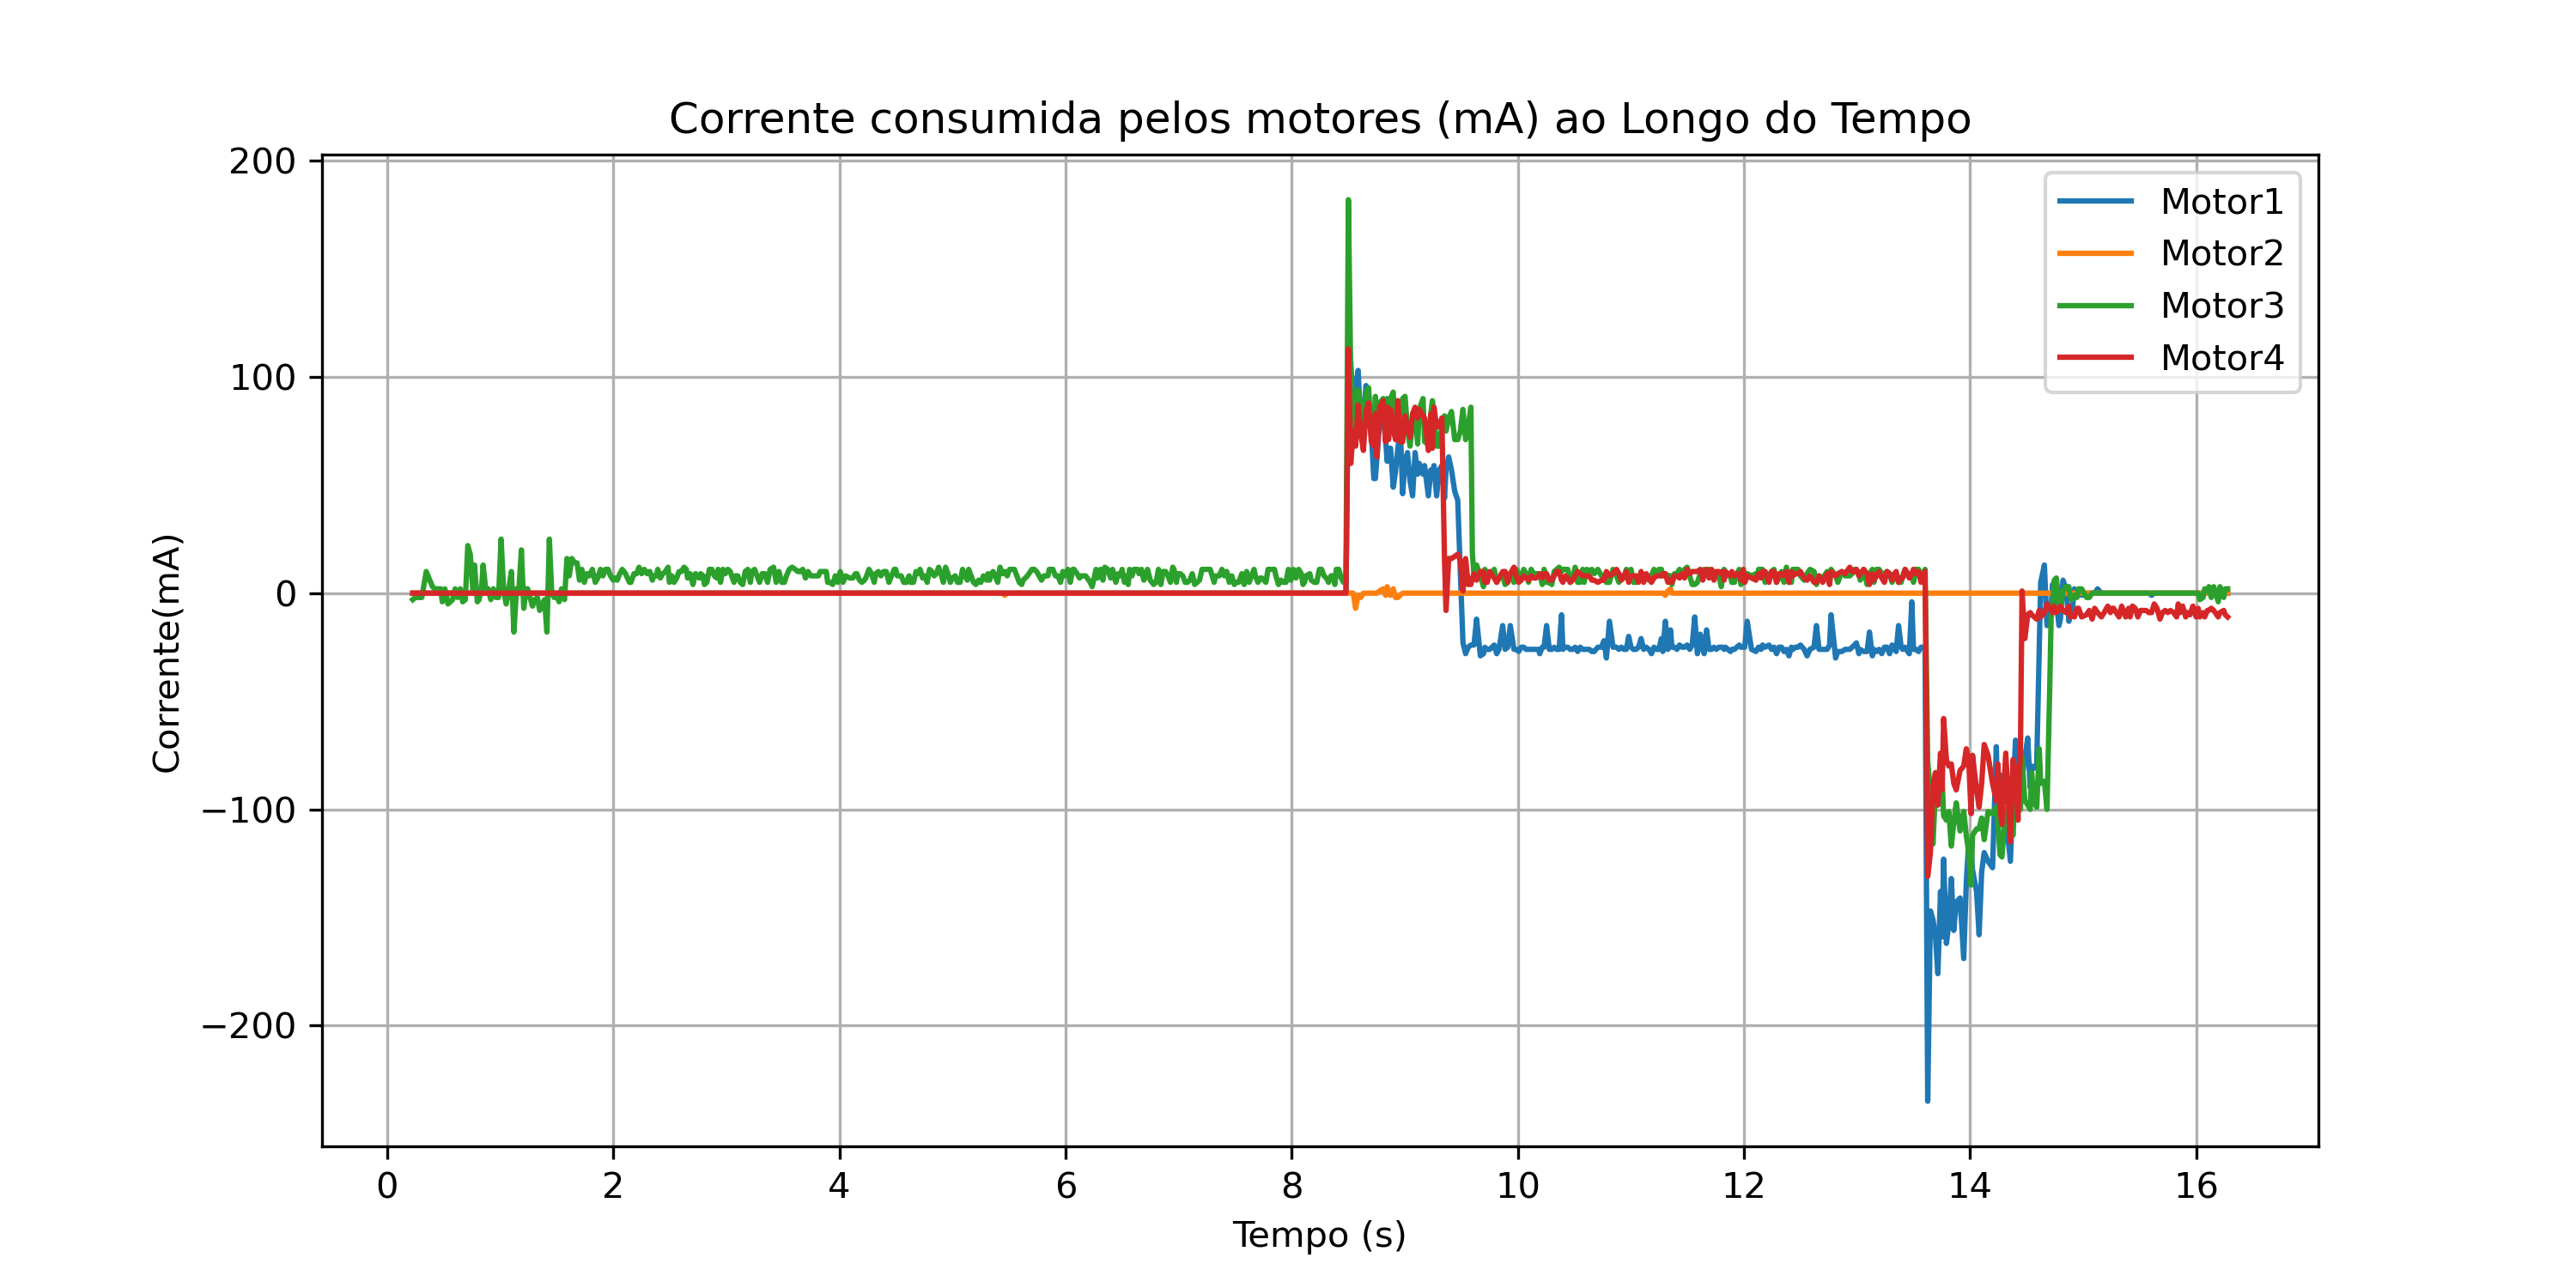 Corrente consumida pelos motores (mA) ao Longo do Tempo
200
100
0
−100
−200
Corrente(mA)
Motor1
Motor2
Motor3
Motor4
0 2 4 6 8 10 12 14 16
Tempo (s)